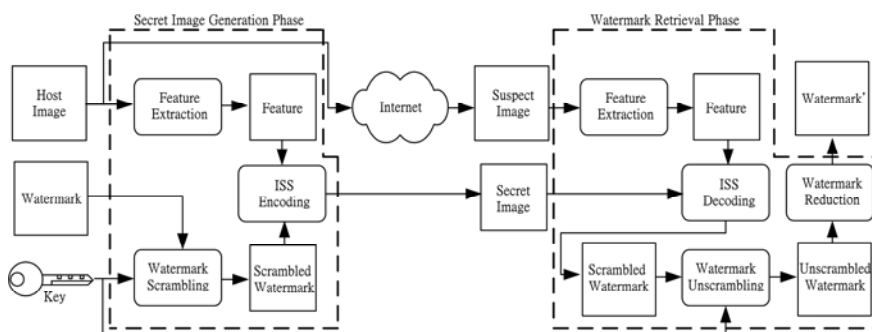 Secret Image Generation Phase
Watermark Retrieval Phase
Host
Image
Feature
Extraction
Feature
Internet
Suspect
Image
Feature
Extraction
Feature
Watermark'
Watermark
ISS
Encoding
Secret
Image
ISS
Decoding
Watermark
Reduction
Key
Watermark
Scrambling
Scrambled
Watermark
Scrambled
Watermark
Watermark
Unscrambling
Unscrambled
Watermark